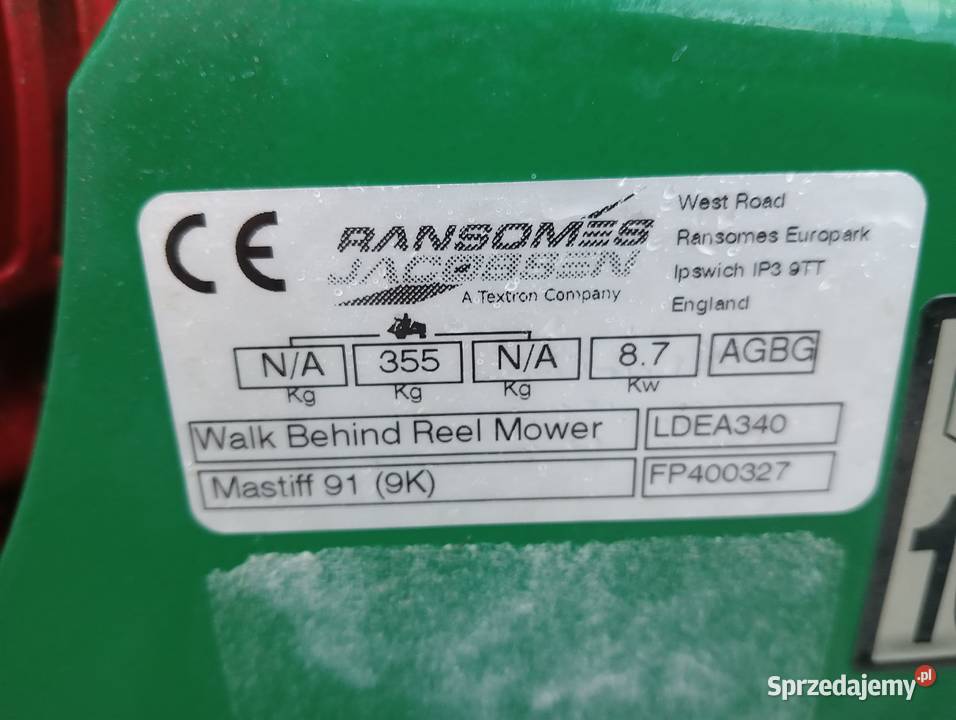 CE
RANSOMES
JACOBSEN
A Textron Company
West Road
Ransomes Europark
Ipswich IP3 9TT
England
N/A 355 N/A 8.7 AGBG
Kg Kg Kg Kw
Walk Behind Reel Mower LDEA340
Mastiff 91 (9K) FP400327
Sprzedajemy.pl